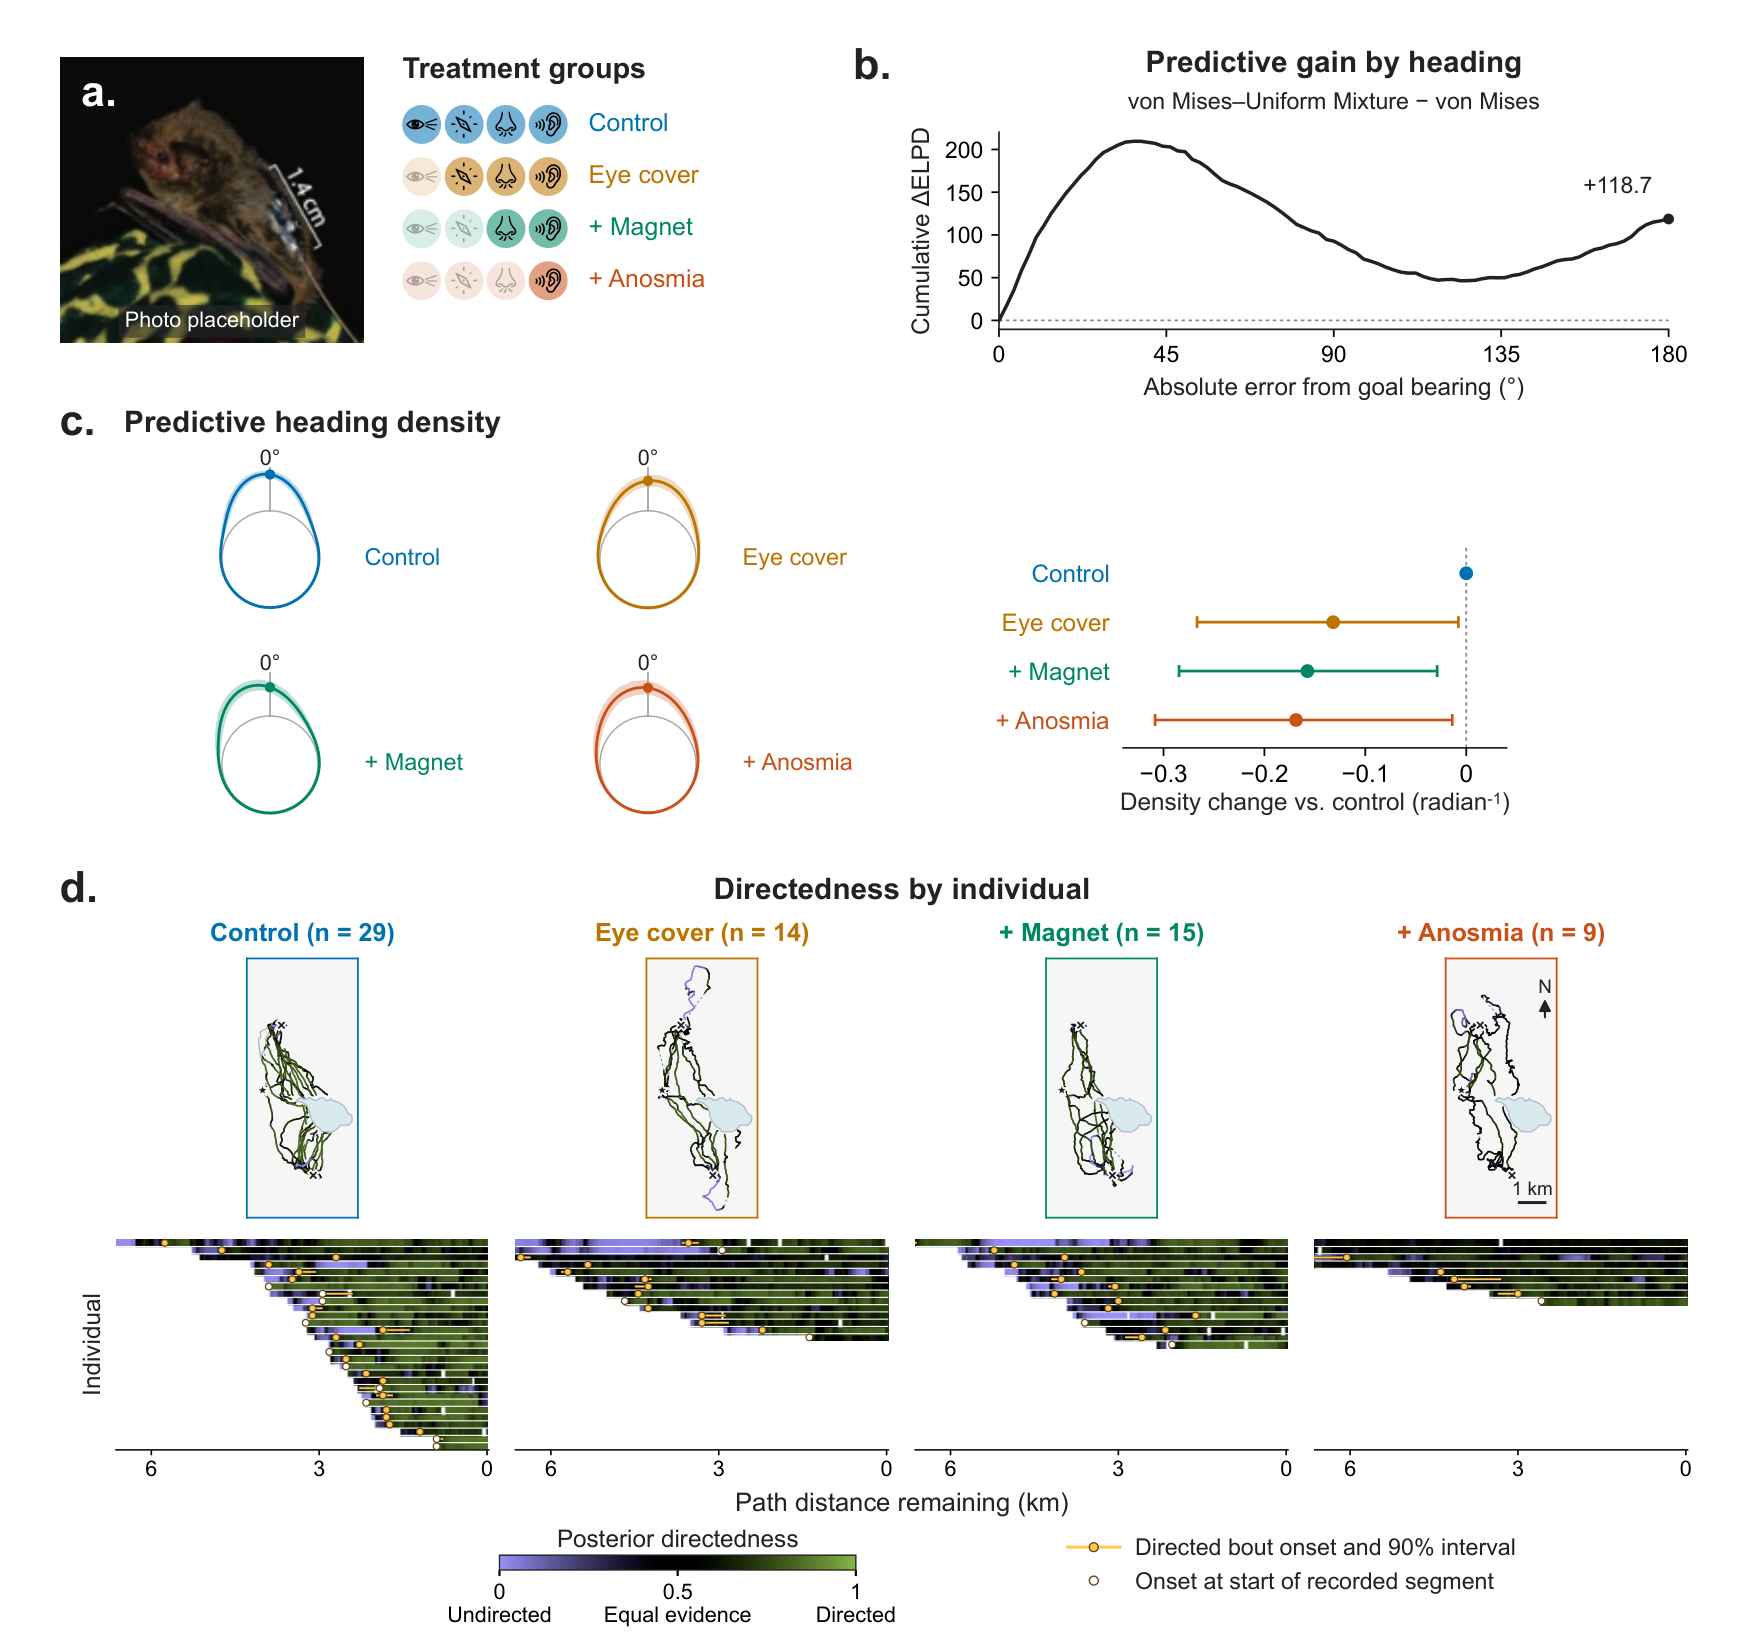 a.
1.4 cm
Photo placeholder
Treatment groups
Control
Eye cover
+ Magnet
+ Anosmia
b.
Predictive gain by heading
von Mises–Uniform Mixture − von Mises
Cumulative ΔELPD
200
150
100
50
0
+118.7
0 45 90 135 180
Absolute error from goal bearing (°)
c.
Predictive heading density
0°
Control
0°
Eye cover
0°
+ Magnet
0°
+ Anosmia
Control
Eye cover
+ Magnet
+ Anosmia
−0.3 −0.2 −0.1 0
Density change vs. control (radian⁻¹)
d.
Directedness by individual
Control (n = 29)
Eye cover (n = 14)
+ Magnet (n = 15)
+ Anosmia (n = 9)
N
1 km
Individual
6 3 0
6 3 0
6 3 0
6 3 0
Path distance remaining (km)
Posterior directedness
0 0.5 1
Undirected Equal evidence Directed
Directed bout onset and 90% interval
Onset at start of recorded segment